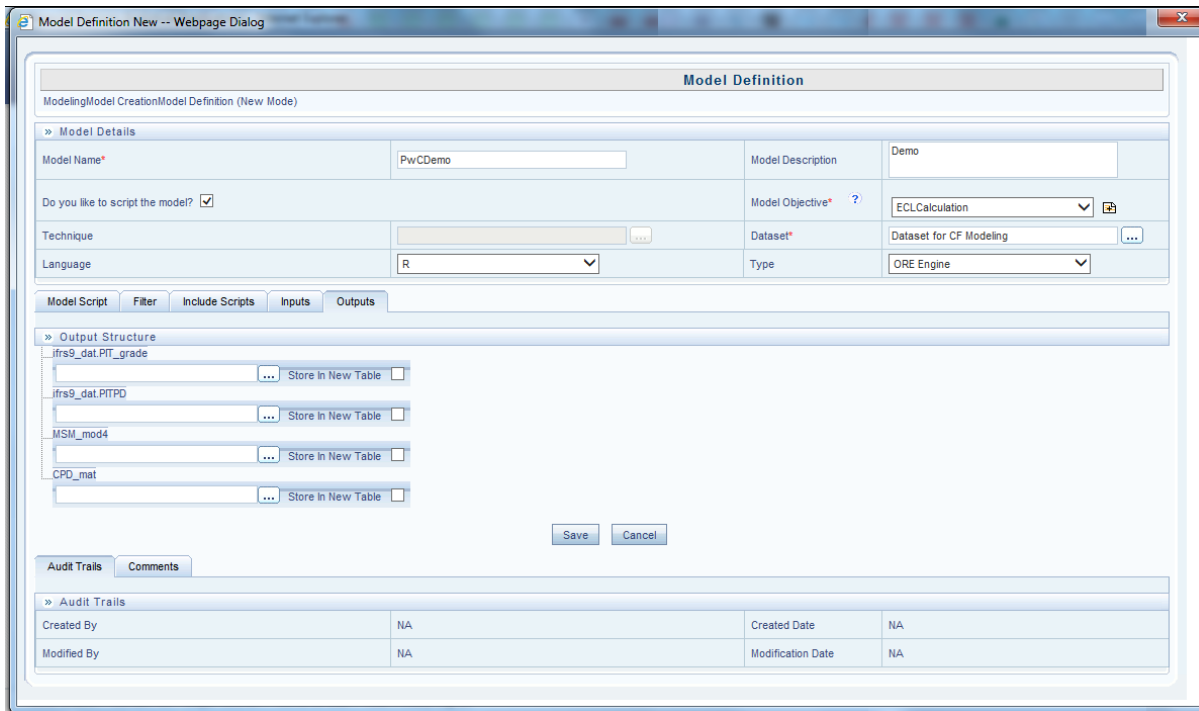 Model Definition New -- Webpage Dialog
Model Definition
ModelingModel CreationModel Definition (New Mode)
» Model Details
Model Name* PwCDemo Model Description Demo
Do you like to script the model? Model Objective* ? ECLCalculation
Technique ... Dataset* Dataset for CF Modeling ...
Language R Type ORE Engine
Model Script Filter Include Scripts Inputs Outputs
» Output Structure
ifrs9_dat.PIT_grade
... Store In New Table
ifrs9_dat.PITPD
... Store In New Table
MSM_mod4
... Store In New Table
CPD_mat
... Store In New Table
Save Cancel
Audit Trails Comments
» Audit Trails
Created By NA Created Date NA
Modified By NA Modification Date NA